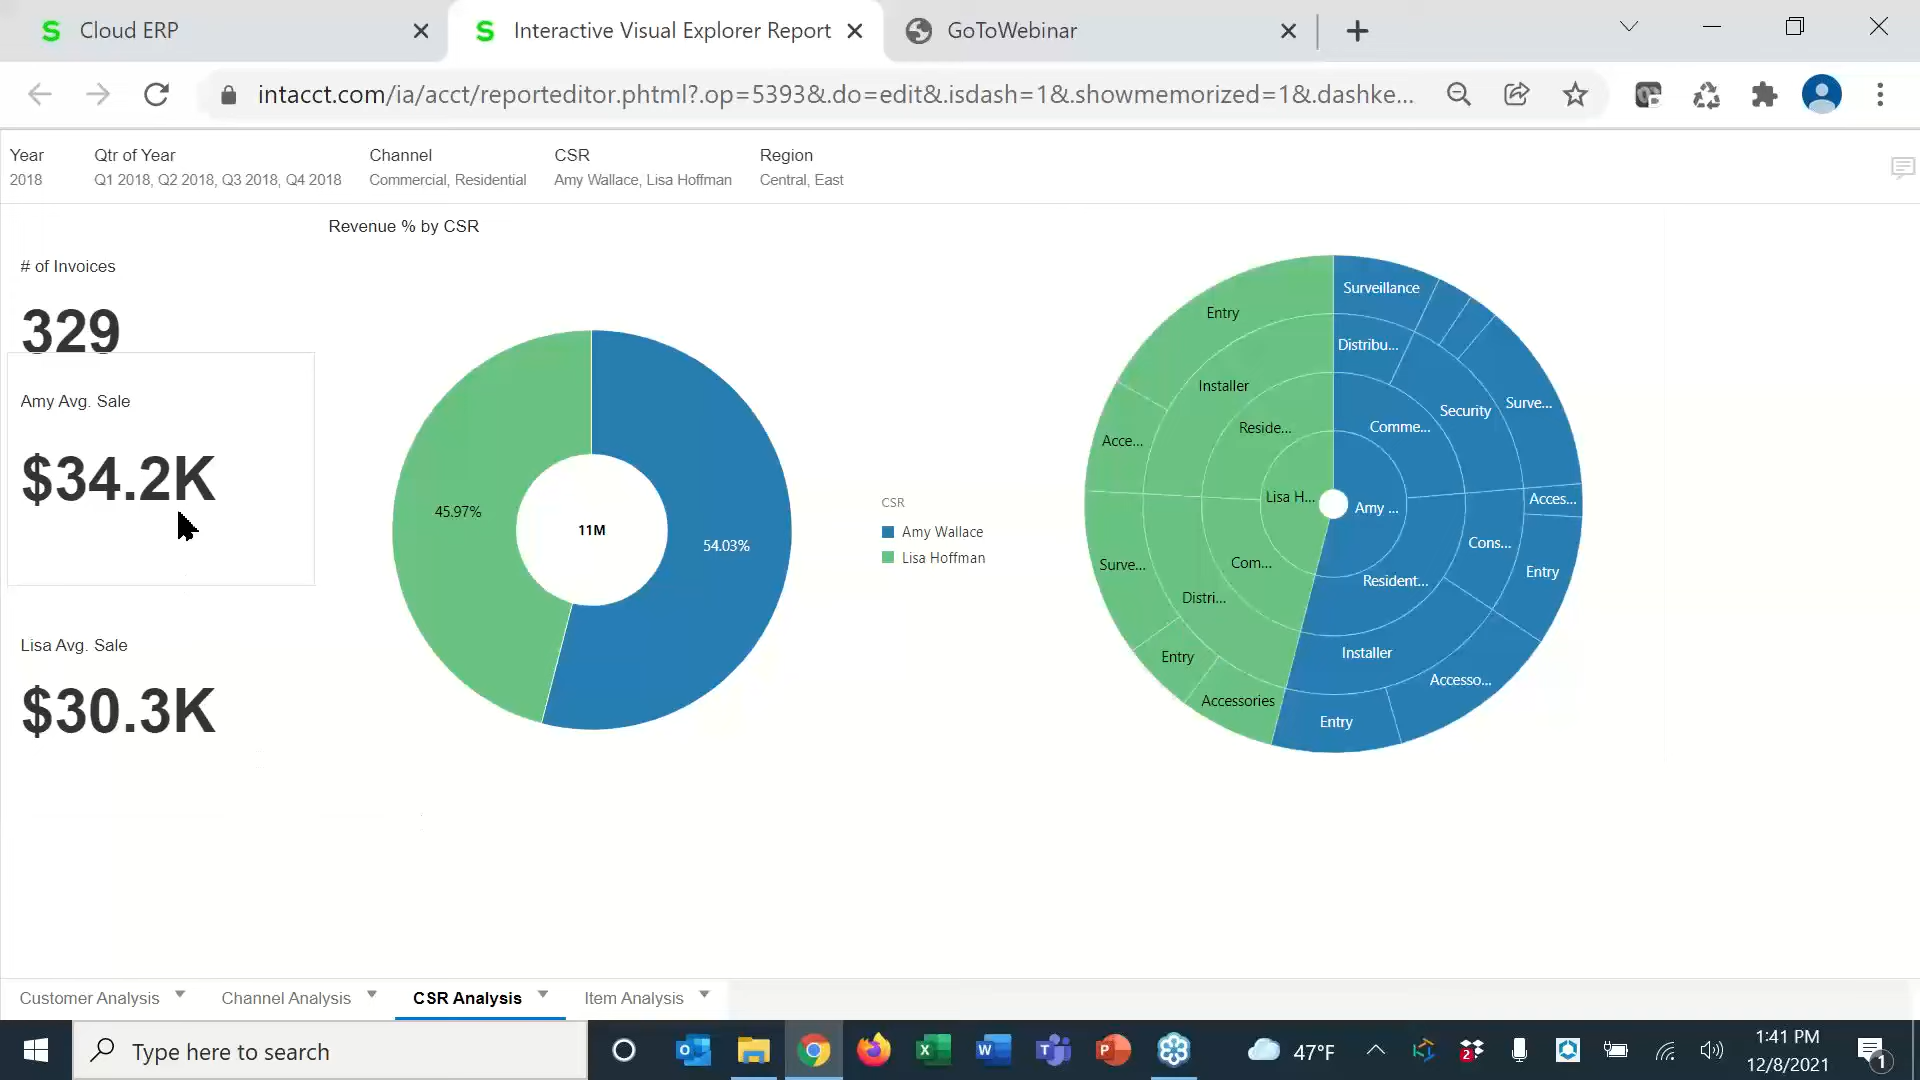 Cloud ERP
Interactive Visual Explorer Report
GoToWebinar
intacct.com/ia/acct/reporteditor.phtml?.op=5393&.do=edit&.isdash=1&.showmemorized=1&.dashke...
Year
Qtr of Year
Channel
CSR
Region
2018
Q1 2018, Q2 2018, Q3 2018, Q4 2018
Commercial, Residential
Amy Wallace, Lisa Hoffman
Central, East
Revenue % by CSR
# of Invoices
329
Amy Avg. Sale
$34.2K
Lisa Avg. Sale
$30.3K
45.97%
11M
54.03%
CSR
Amy Wallace
Lisa Hoffman
Surveillance
Entry
Distribu...
Installer
Security
Surve...
Reside...
Comme...
Acce...
Lisa H...
Amy ...
Acces...
Cons...
Surve...
Com...
Resident...
Entry
Distri...
Entry
Installer
Accesso...
Accessories
Entry
Customer Analysis
Channel Analysis
CSR Analysis
Item Analysis
Type here to search
47°F
2
1:41 PM
12/8/2021
1